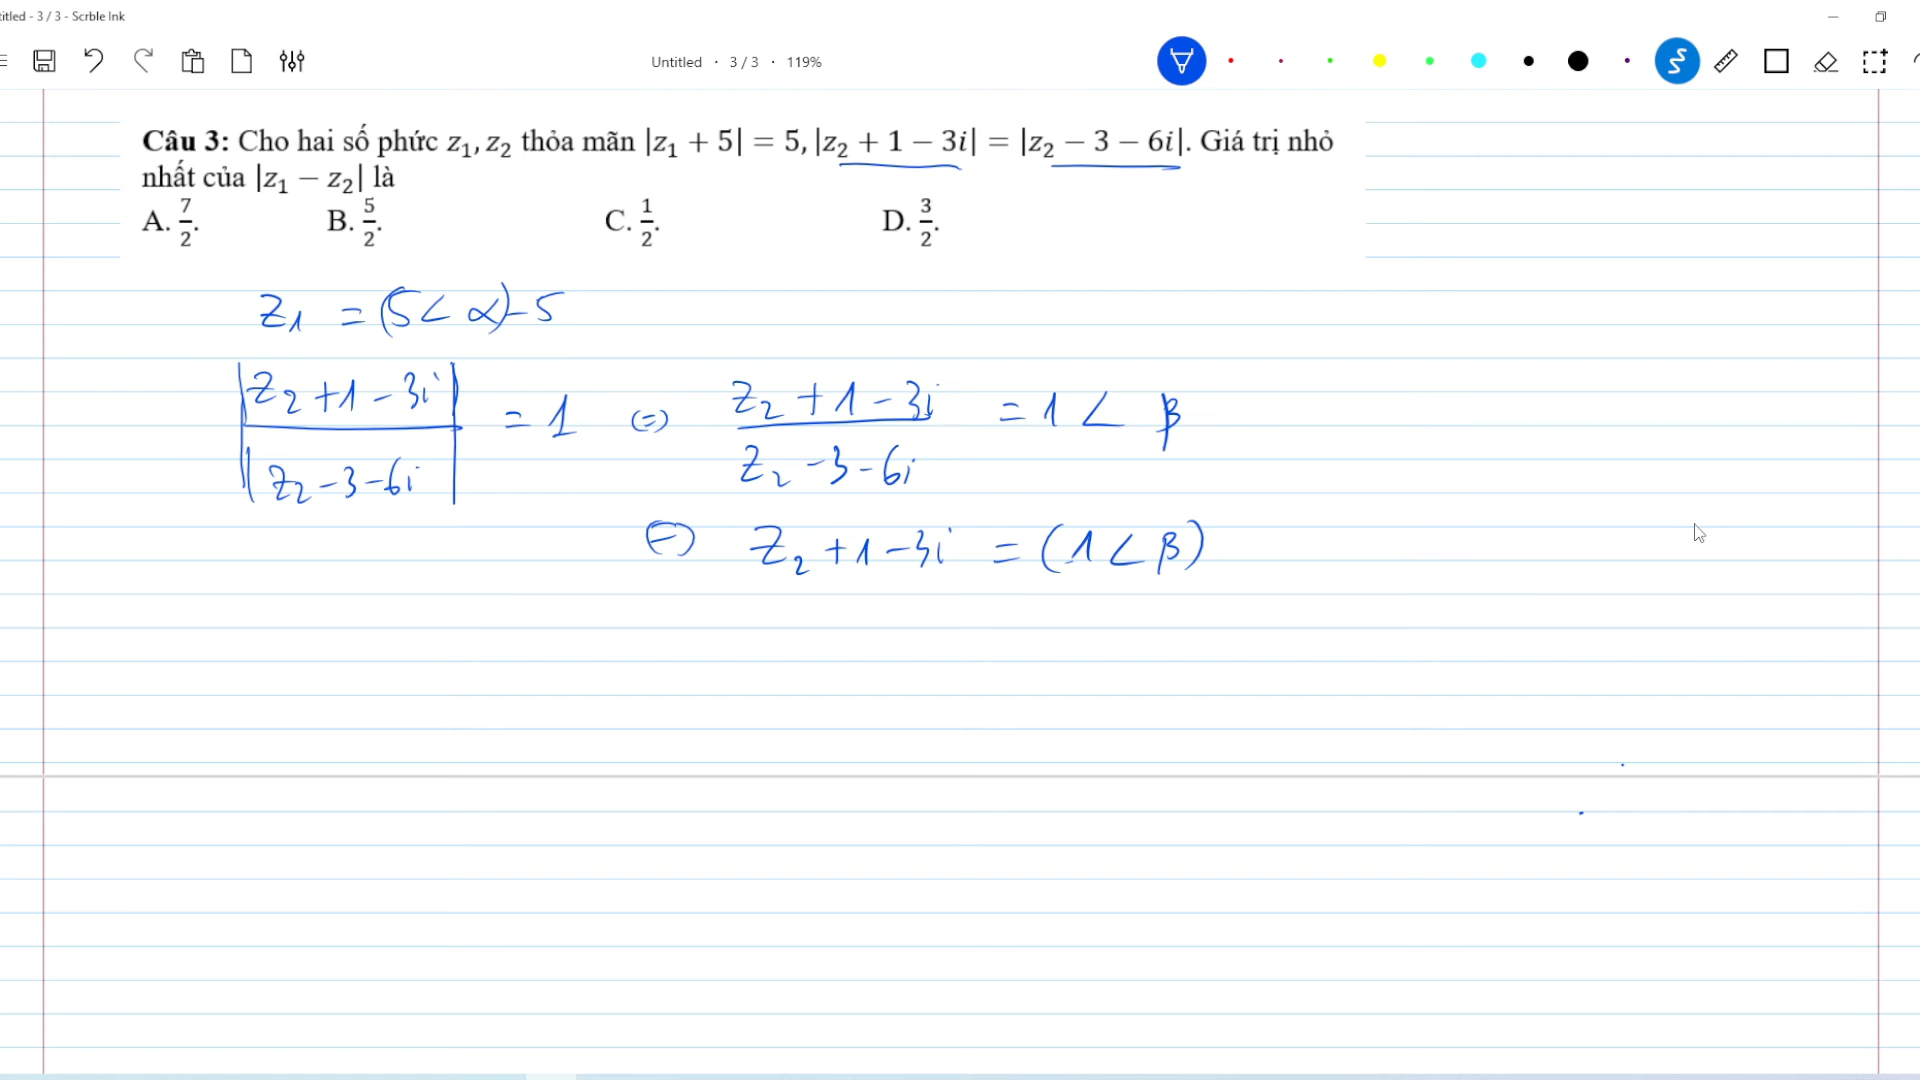 titled - 3 / 3 - Scrble Ink
Untitled · 3 / 3 · 119%
Câu 3: Cho hai số phức z₁, z₂ thỏa mãn |z₁ + 5| = 5, |z₂ + 1 − 3i| = |z₂ − 3 − 6i|. Giá trị nhỏ
nhất của |z₁ − z₂| là
A. 7/2. B. 5/2. C. 1/2. D. 3/2.
z₁ = (5∠α) − 5
|z₂ + 1 − 3i| / |z₂ − 3 − 6i| = 1 ⇔ (z₂ + 1 − 3i) / (z₂ − 3 − 6i) = 1 ∠ β
⇔ z₂ + 1 − 3i = (1 ∠ β)